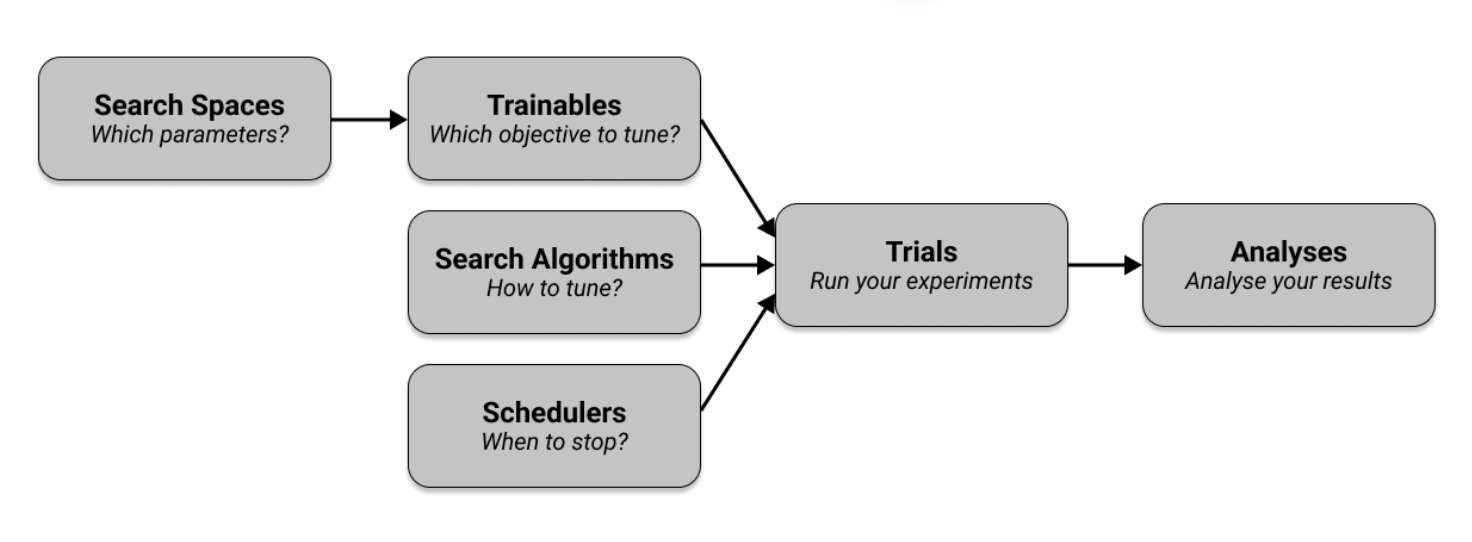 Search Spaces
Which parameters?
Trainables
Which objective to tune?
Search Algorithms
How to tune?
Schedulers
When to stop?
Trials
Run your experiments
Analyses
Analyse your results